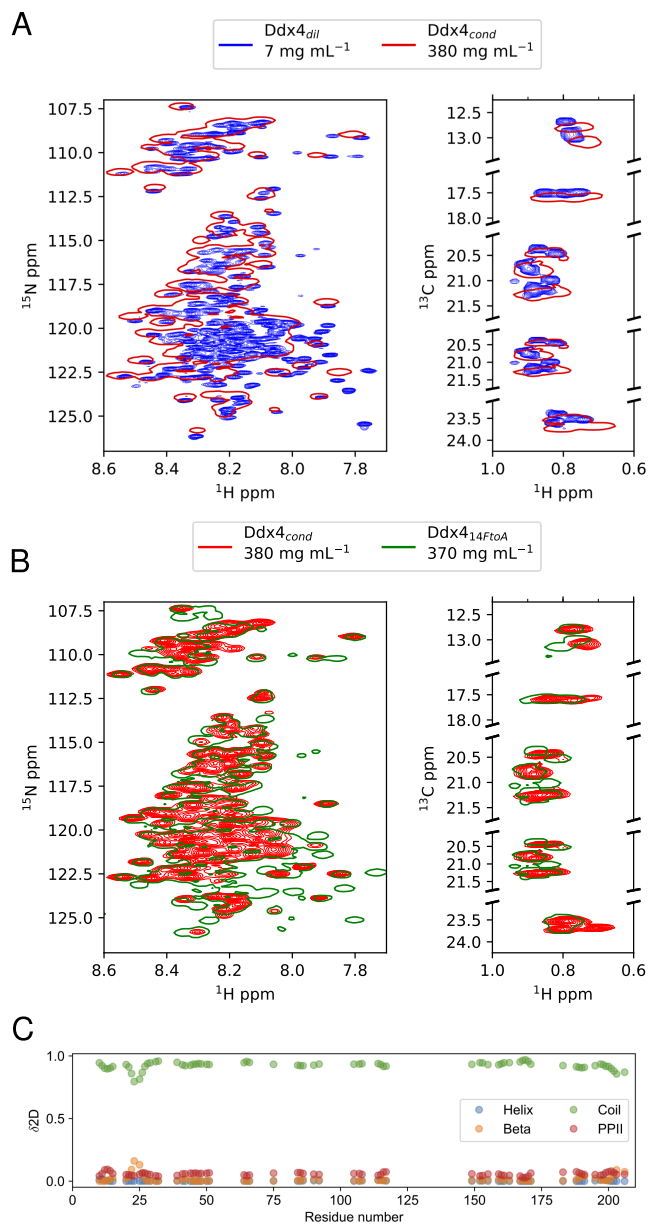 A
Ddx4dil
7 mg mL−1
Ddx4cond
380 mg mL−1
107.5
110.0
112.5
115.0
117.5
120.0
122.5
125.0
15N ppm
8.6 8.4 8.2 8.0 7.8
1H ppm
12.5
13.0
17.5
18.0
20.5
21.0
21.5
20.5
21.0
21.5
23.5
24.0
13C ppm
1.0 0.8 0.6
1H ppm
B
Ddx4cond
380 mg mL−1
Ddx414FtoA
370 mg mL−1
107.5
110.0
112.5
115.0
117.5
120.0
122.5
125.0
15N ppm
8.6 8.4 8.2 8.0 7.8
1H ppm
12.5
13.0
17.5
18.0
20.5
21.0
21.5
20.5
21.0
21.5
23.5
24.0
13C ppm
1.0 0.8 0.6
1H ppm
C
1.0
0.5
0.0
δ2D
Helix
Beta
Coil
PPII
0 25 50 75 100 125 150 175 200
Residue number